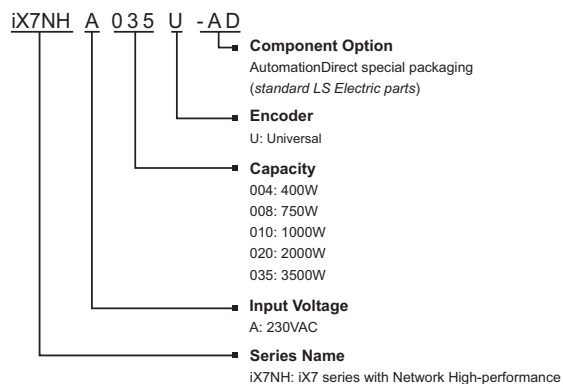 iX7NH A 035 U -AD
Component Option
AutomationDirect special packaging
(standard LS Electric parts)
Encoder
U: Universal
Capacity
004: 400W
008: 750W
010: 1000W
020: 2000W
035: 3500W
Input Voltage
A: 230VAC
Series Name
iX7NH: iX7 series with Network High-performance